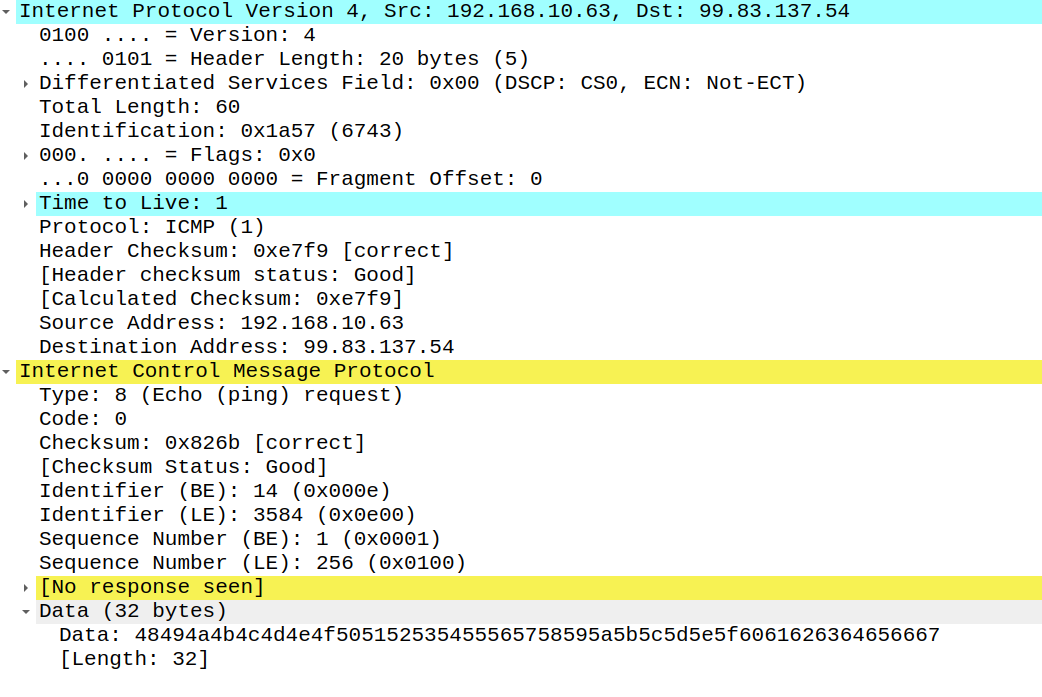 Internet Protocol Version 4, Src: 192.168.10.63, Dst: 99.83.137.54
0100 .... = Version: 4
.... 0101 = Header Length: 20 bytes (5)
Differentiated Services Field: 0x00 (DSCP: CS0, ECN: Not-ECT)
Total Length: 60
Identification: 0x1a57 (6743)
000. .... = Flags: 0x0
...0 0000 0000 0000 = Fragment Offset: 0
Time to Live: 1
Protocol: ICMP (1)
Header Checksum: 0xe7f9 [correct]
[Header checksum status: Good]
[Calculated Checksum: 0xe7f9]
Source Address: 192.168.10.63
Destination Address: 99.83.137.54
Internet Control Message Protocol
Type: 8 (Echo (ping) request)
Code: 0
Checksum: 0x826b [correct]
[Checksum Status: Good]
Identifier (BE): 14 (0x000e)
Identifier (LE): 3584 (0x0e00)
Sequence Number (BE): 1 (0x0001)
Sequence Number (LE): 256 (0x0100)
[No response seen]
Data (32 bytes)
Data: 48494a4b4c4d4e4f505152535455565758595a5b5c5d5e5f6061626364656667
[Length: 32]